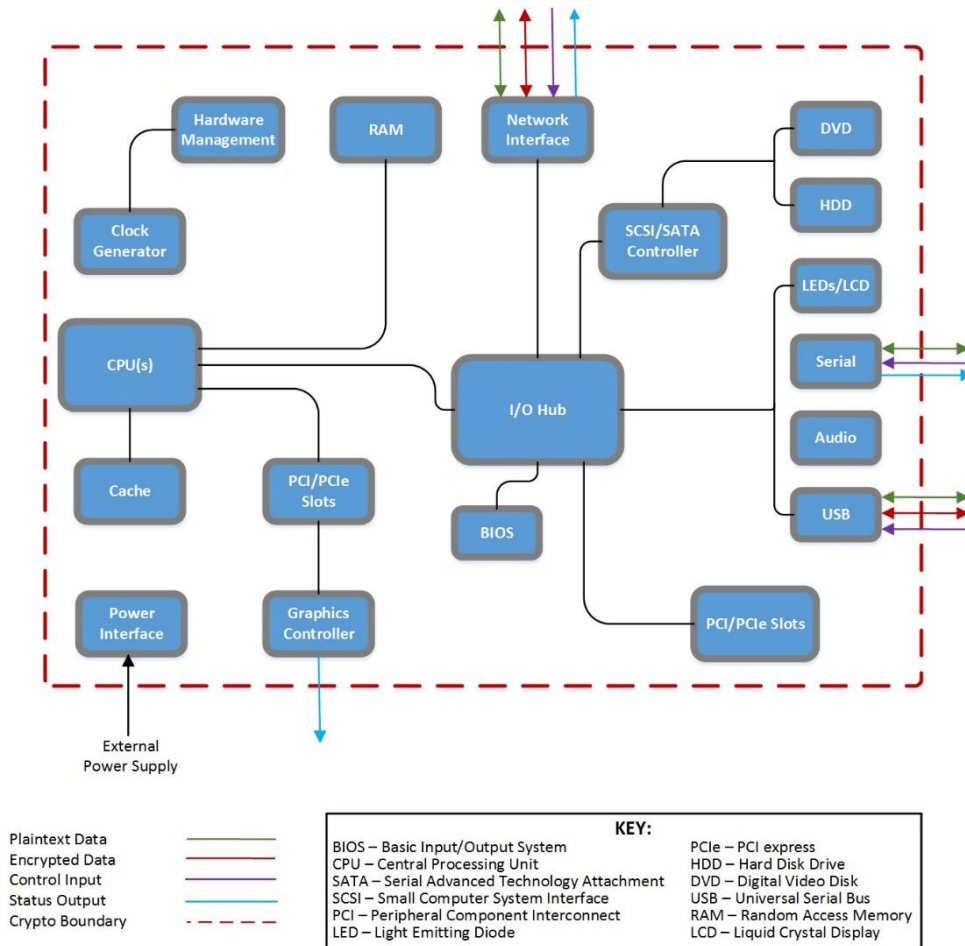 Hardware
Management
RAM
Network
Interface
DVD
HDD
Clock
Generator
SCSI/SATA
Controller
LEDs/LCD
CPU(s)
Serial
I/O Hub
Audio
Cache
PCI/PCIe
Slots
USB
BIOS
Power
Interface
Graphics
Controller
PCI/PCIe Slots
External
Power Supply
Plaintext Data
Encrypted Data
Control Input
Status Output
Crypto Boundary
KEY:
BIOS – Basic Input/Output System
CPU – Central Processing Unit
SATA – Serial Advanced Technology Attachment
SCSI – Small Computer System Interface
PCI – Peripheral Component Interconnect
LED – Light Emitting Diode
PCIe – PCI express
HDD – Hard Disk Drive
DVD – Digital Video Disk
USB – Universal Serial Bus
RAM – Random Access Memory
LCD – Liquid Crystal Display